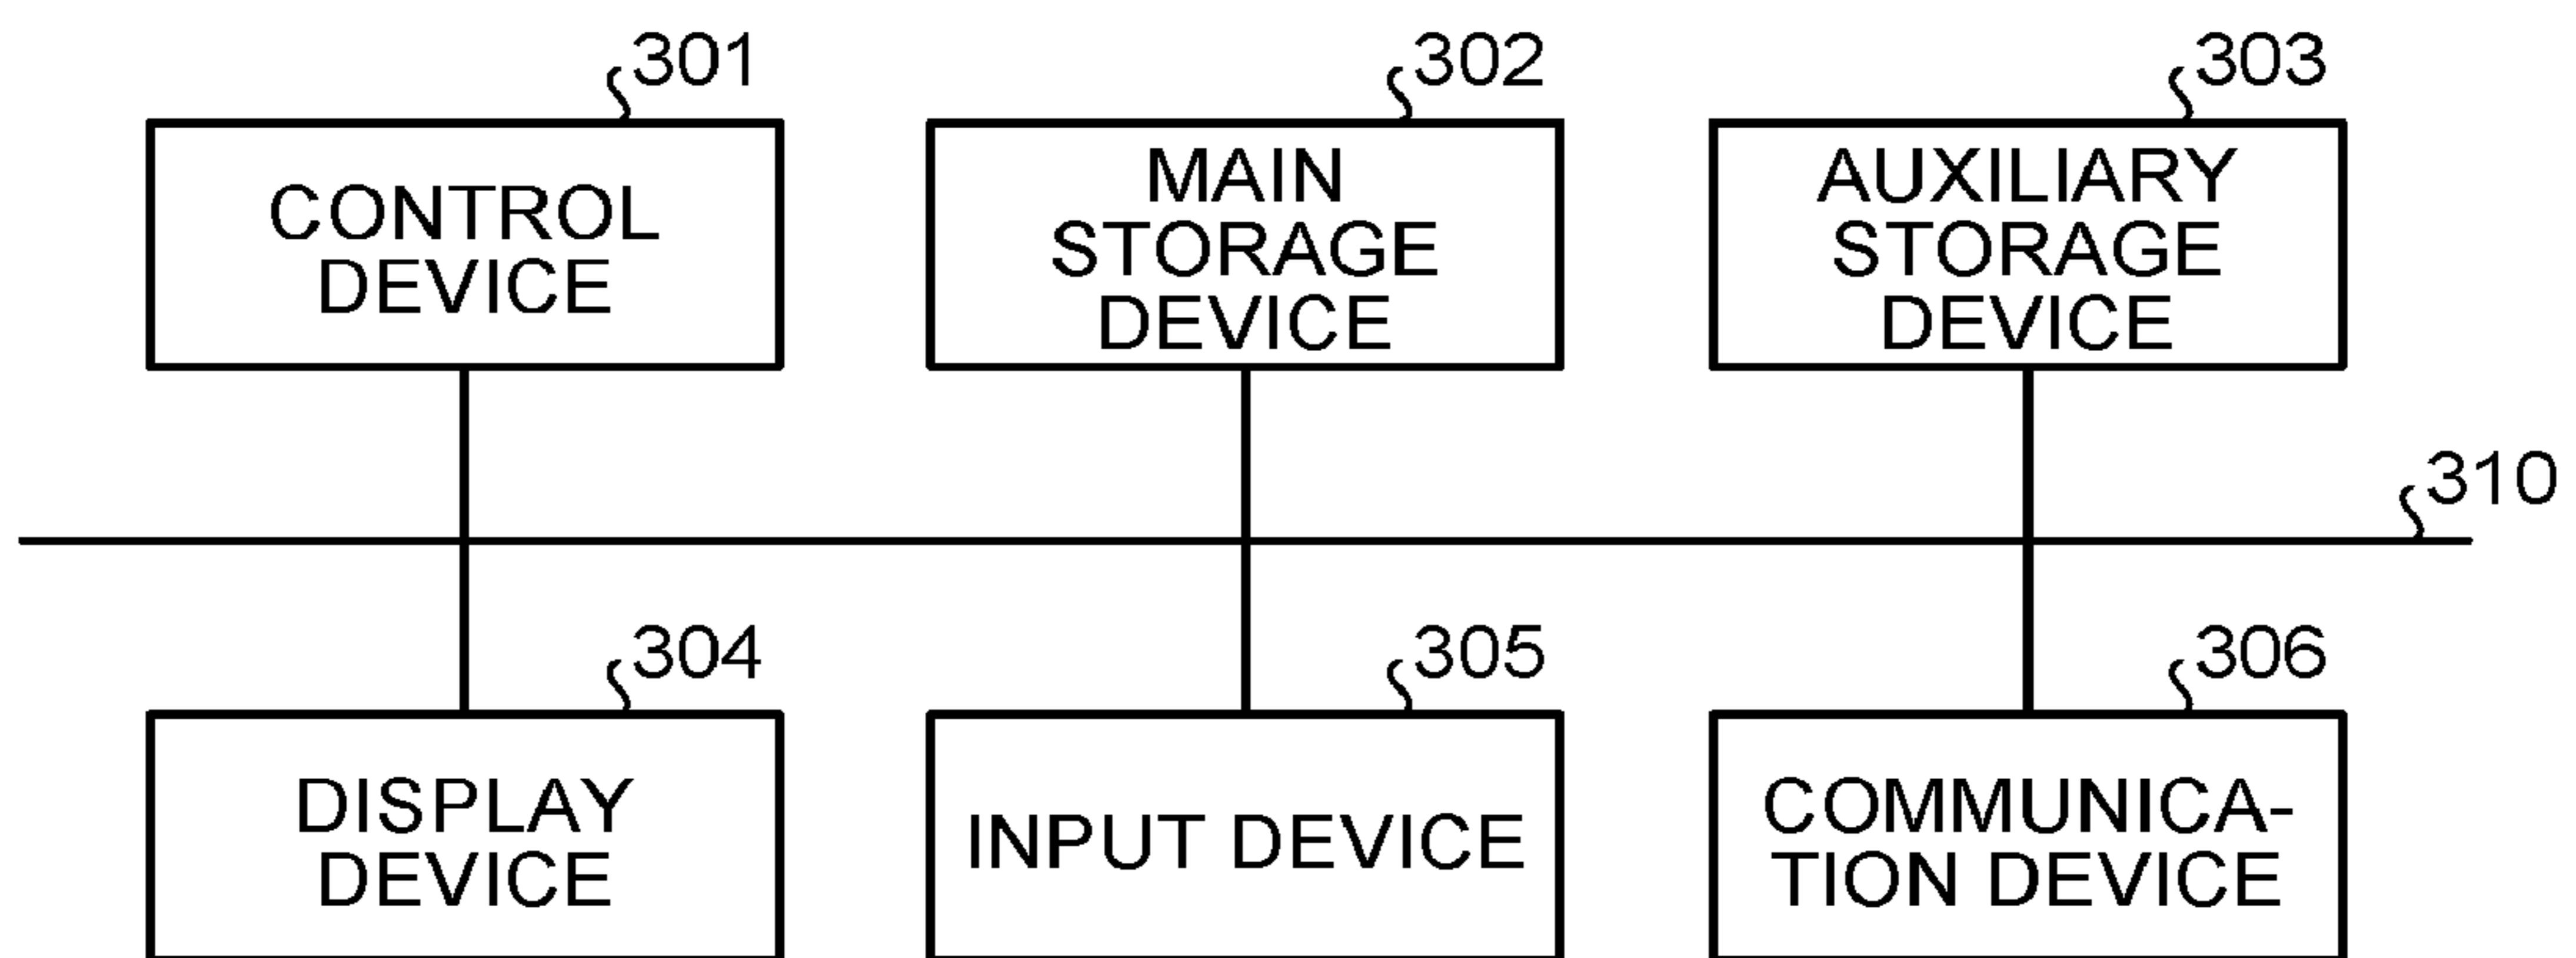 301
CONTROL
DEVICE
302
MAIN
STORAGE
DEVICE
303
AUXILIARY
STORAGE
DEVICE
310
304
DISPLAY
DEVICE
305
INPUT DEVICE
306
COMMUNICA-
TION DEVICE